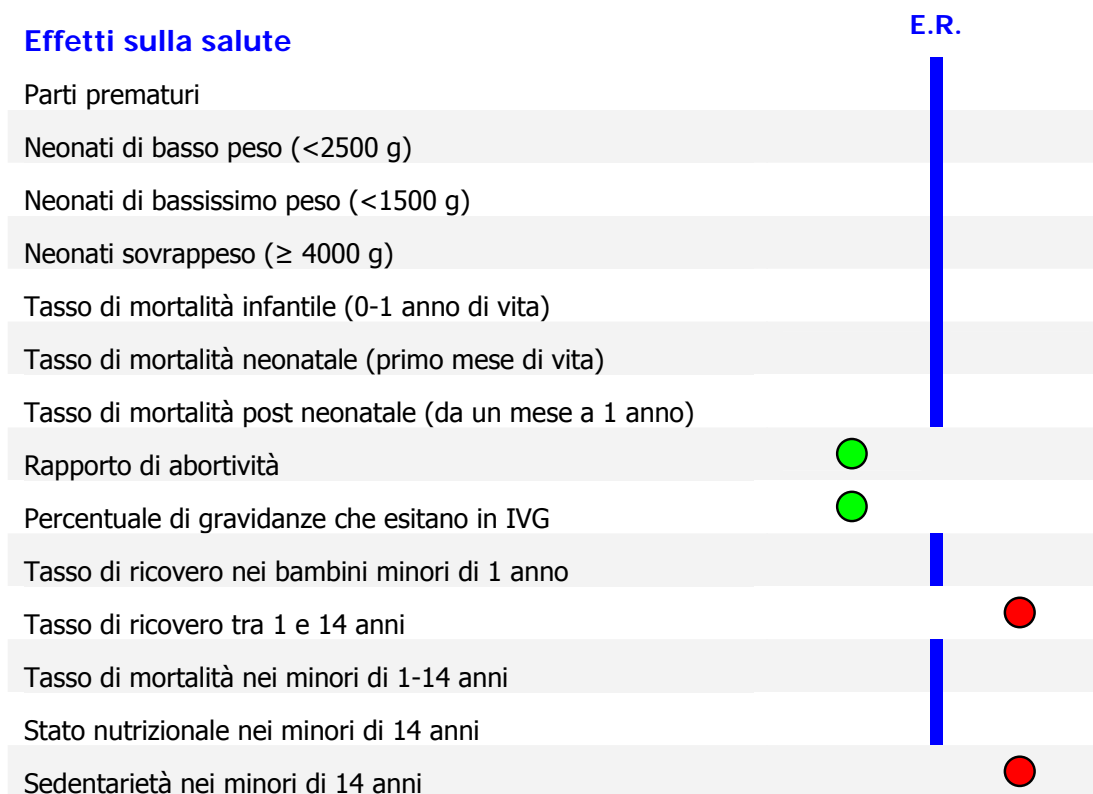 E.R.
Effetti sulla salute
Parti prematuri
Neonati di basso peso (<2500 g)
Neonati di bassissimo peso (<1500 g)
Neonati sovrappeso (≥ 4000 g)
Tasso di mortalità infantile (0-1 anno di vita)
Tasso di mortalità neonatale (primo mese di vita)
Tasso di mortalità post neonatale (da un mese a 1 anno)
Rapporto di abortività
Percentuale di gravidanze che esitano in IVG
Tasso di ricovero nei bambini minori di 1 anno
Tasso di ricovero tra 1 e 14 anni
Tasso di mortalità nei minori di 1-14 anni
Stato nutrizionale nei minori di 14 anni
Sedentarietà nei minori di 14 anni